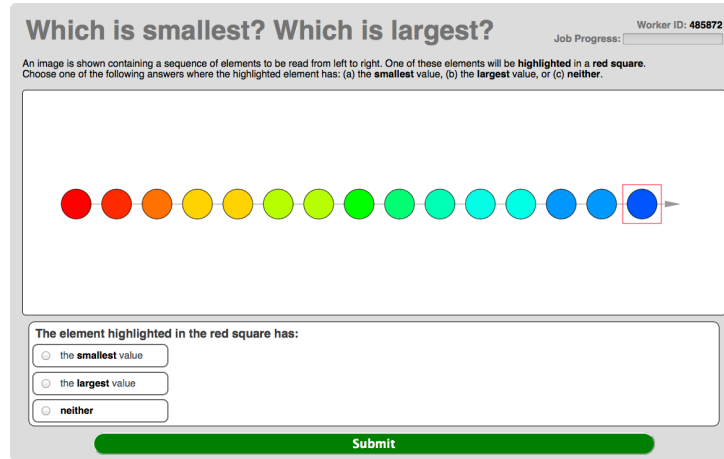 Which is smallest? Which is largest?
Worker ID: 485872
Job Progress:
An image is shown containing a sequence of elements to be read from left to right. One of these elements will be highlighted in a red square.
Choose one of the following answers where the highlighted element has: (a) the smallest value, (b) the largest value, or (c) neither.
The element highlighted in the red square has:
the smallest value
the largest value
neither
Submit